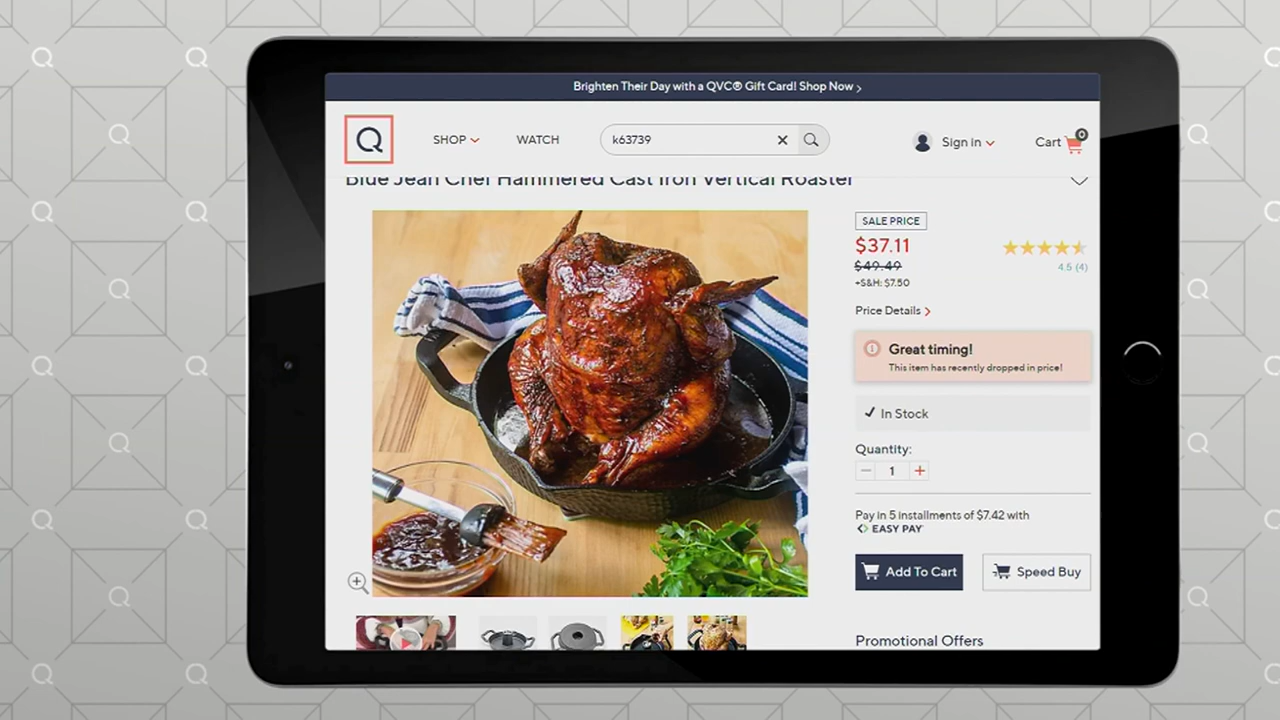 Brighten Their Day with a QVC® Gift Card! Shop Now >
Q
SHOP
WATCH
k63739
Sign in
Cart
0
Blue Jean Chef Hammered Cast Iron Vertical Roaster
SALE PRICE
$37.11
$49.49
+S&H: $7.50
4.5 (4)
Price Details >
Great timing!
This item has recently dropped in price!
In Stock
Quantity:
− 1 +
Pay in 5 installments of $7.42 with
EASY PAY
Add To Cart
Speed Buy
Promotional Offers